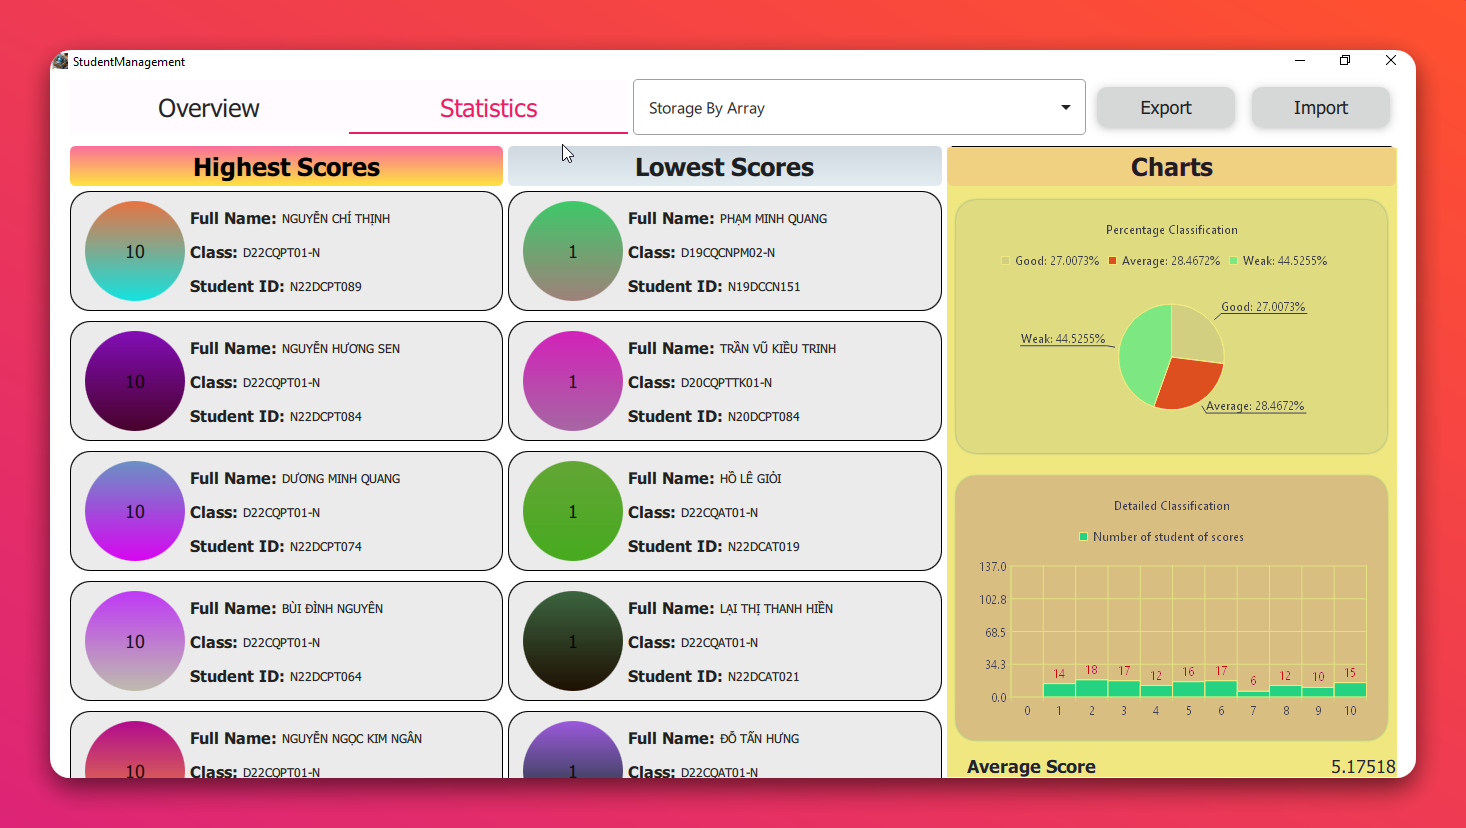 StudentManagement
Overview
Statistics
Storage By Array
Export
Import
Highest Scores
10
Full Name: NGUYỄN CHÍ THỊNH
Class: D22CQPT01-N
Student ID: N22DCPT089
10
Full Name: NGUYỄN HƯƠNG SEN
Class: D22CQPT01-N
Student ID: N22DCPT084
10
Full Name: DƯƠNG MINH QUANG
Class: D22CQPT01-N
Student ID: N22DCPT074
10
Full Name: BÙI ĐÌNH NGUYÊN
Class: D22CQPT01-N
Student ID: N22DCPT064
10
Full Name: NGUYỄN NGỌC KIM NGÂN
Class: D22CQPT01-N
Lowest Scores
1
Full Name: PHẠM MINH QUANG
Class: D19CQCNPM02-N
Student ID: N19DCCN151
1
Full Name: TRẦN VŨ KIỀU TRINH
Class: D20CQPTTK01-N
Student ID: N20DCPT084
1
Full Name: HỒ LÊ GIỎI
Class: D22CQAT01-N
Student ID: N22DCAT019
1
Full Name: LẠI THỊ THANH HIỀN
Class: D22CQAT01-N
Student ID: N22DCAT021
1
Full Name: ĐỖ TẤN HƯNG
Class: D22CQAT01-N
Charts
Percentage Classification
Good: 27.0073% Average: 28.4672% Weak: 44.5255%
Good: 27.0073%
Weak: 44.5255%
Average: 28.4672%
Detailed Classification
Number of student of scores
137.0
102.8
68.5
34.3
0.0
14 18 17 12 16 17 6 12 10 15
0 1 2 3 4 5 6 7 8 9 10
Average Score 5.17518